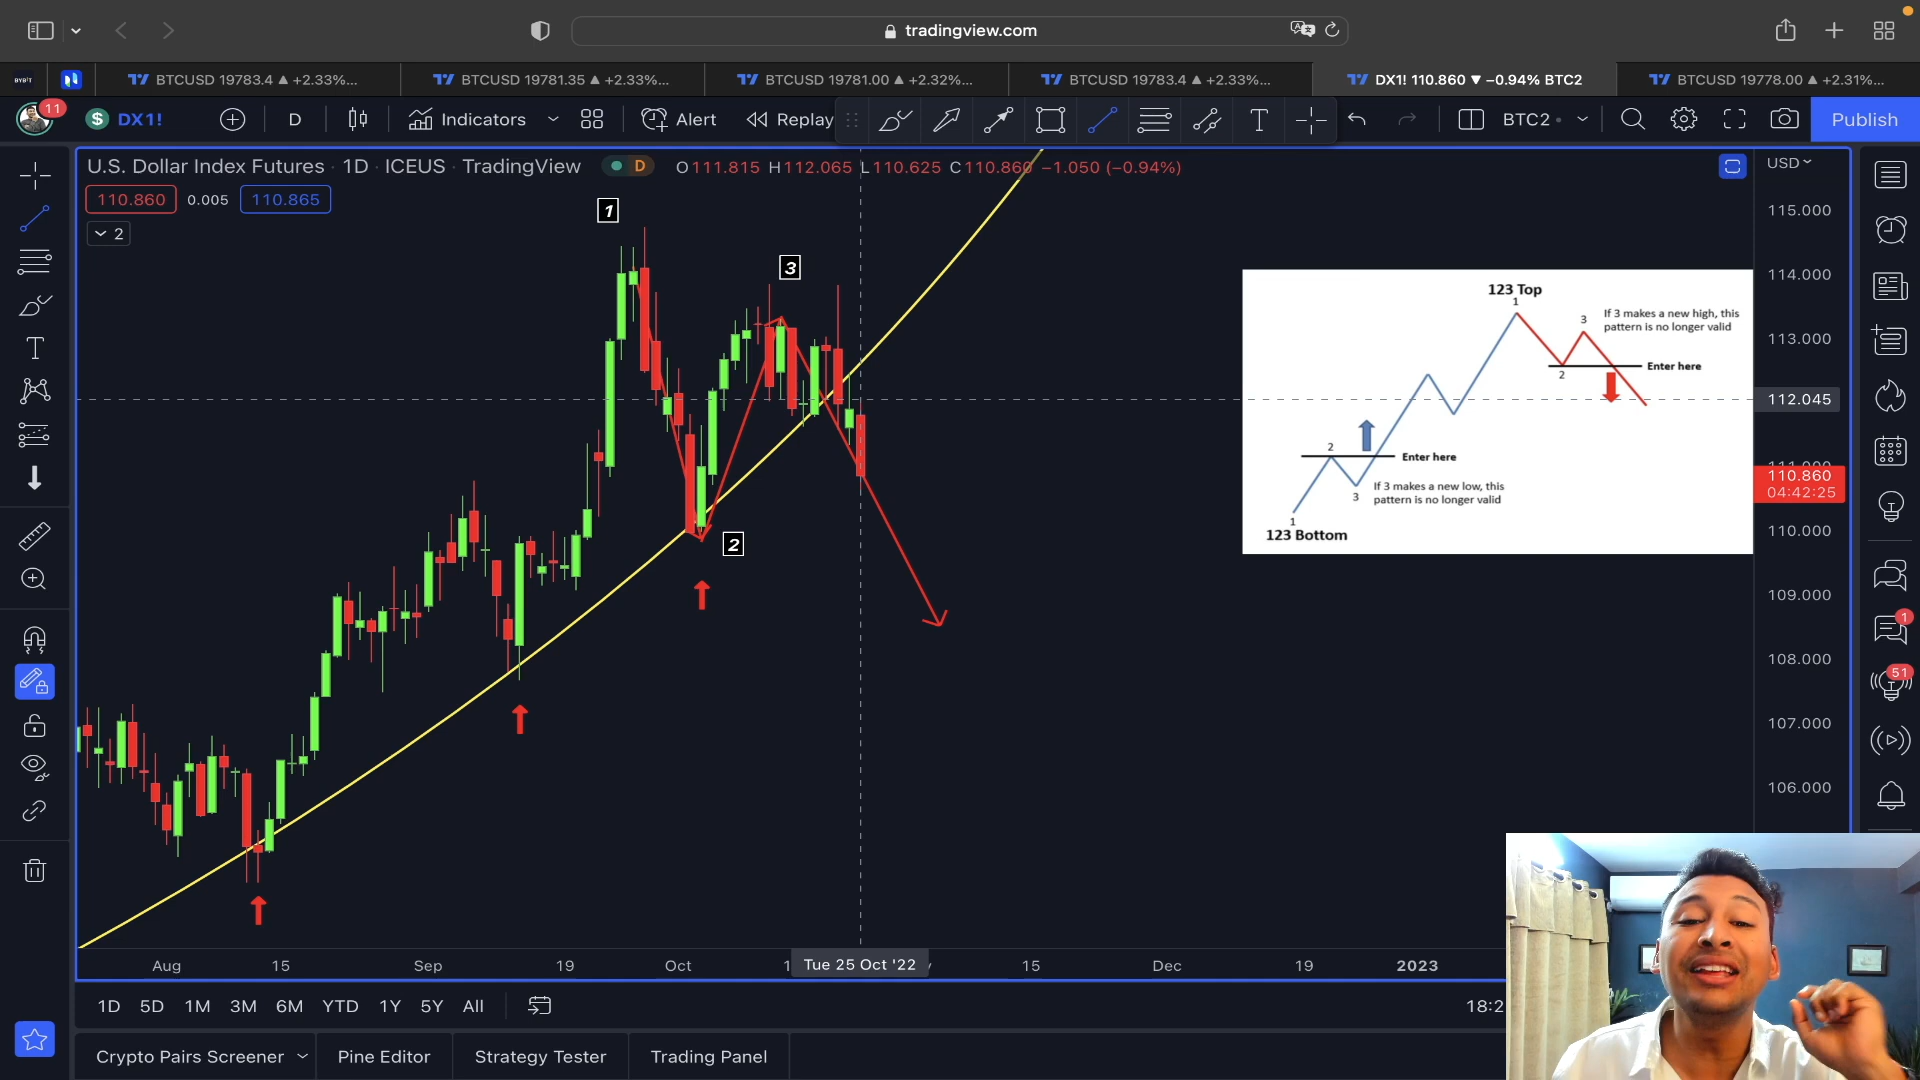 tradingview.com
BYBIT
BTCUSD 19783.4 ▲ +2.33%...
BTCUSD 19781.35 ▲ +2.33%...
BTCUSD 19781.00 ▲ +2.32%...
BTCUSD 19783.4 ▲ +2.33%...
DX1! 110.860 ▼ −0.94% BTC2
BTCUSD 19778.00 ▲ +2.31%...
11
$ DX1!
D
Indicators
Alert
Replay
T
BTC2
Publish
U.S. Dollar Index Futures · 1D · ICEUS · TradingView
D
O111.815 H112.065 L110.625 C110.860 −1.050 (−0.94%)
USD
110.860
0.005
110.865
2
1
3
2
115.000
114.000
113.000
112.045
110.860
04:42:25
110.000
109.000
108.000
107.000
106.000
123 Top
1
3
If 3 makes a new high, this
pattern is no longer valid
Enter here
2
2
Enter here
If 3 makes a new low, this
3
pattern is no longer valid
1
123 Bottom
T
1
51
Aug
15
Sep
19
Oct
Tue 25 Oct '22
15
Dec
19
2023
1D
5D
1M
3M
6M
YTD
1Y
5Y
All
18:2
Crypto Pairs Screener
Pine Editor
Strategy Tester
Trading Panel